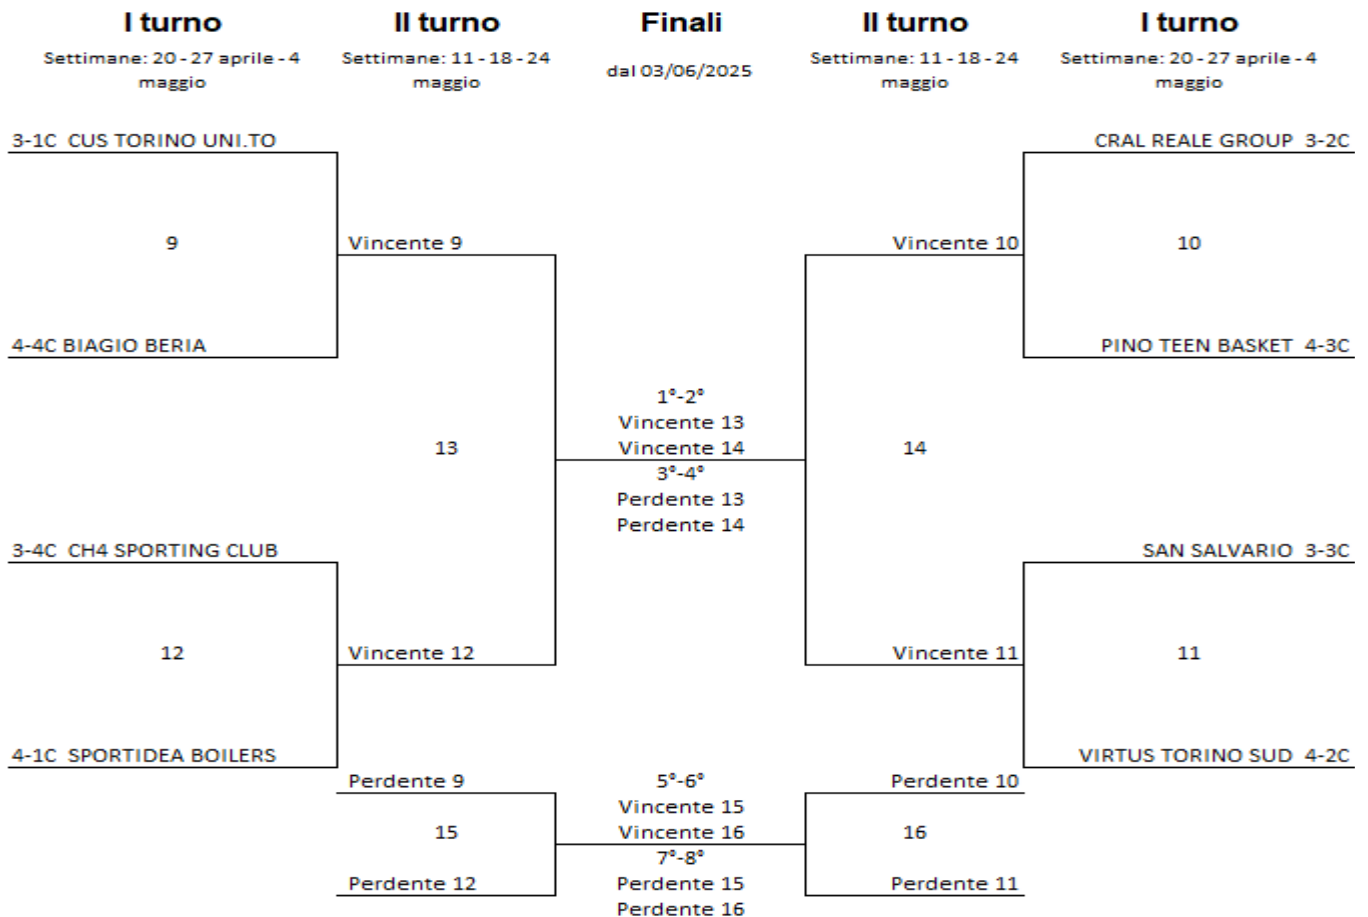 I turno
II turno
Finali
II turno
I turno
Settimane: 20 - 27 aprile - 4
maggio
Settimane: 11 - 18 - 24
maggio
dal 03/06/2025
Settimane: 11 - 18 - 24
maggio
Settimane: 20 - 27 aprile - 4
maggio
3-1C CUS TORINO UNI.TO
CRAL REALE GROUP 3-2C
9
Vincente 9
Vincente 10
10
4-4C BIAGIO BERIA
PINO TEEN BASKET 4-3C
1°-2°
Vincente 13
13
Vincente 14
14
3°-4°
Perdente 13
Perdente 14
3-4C CH4 SPORTING CLUB
SAN SALVARIO 3-3C
12
Vincente 12
Vincente 11
11
4-1C SPORTIDEA BOILERS
VIRTUS TORINO SUD 4-2C
Perdente 9
5°-6°
Perdente 10
Vincente 15
15
Vincente 16
16
7°-8°
Perdente 12
Perdente 15
Perdente 11
Perdente 16